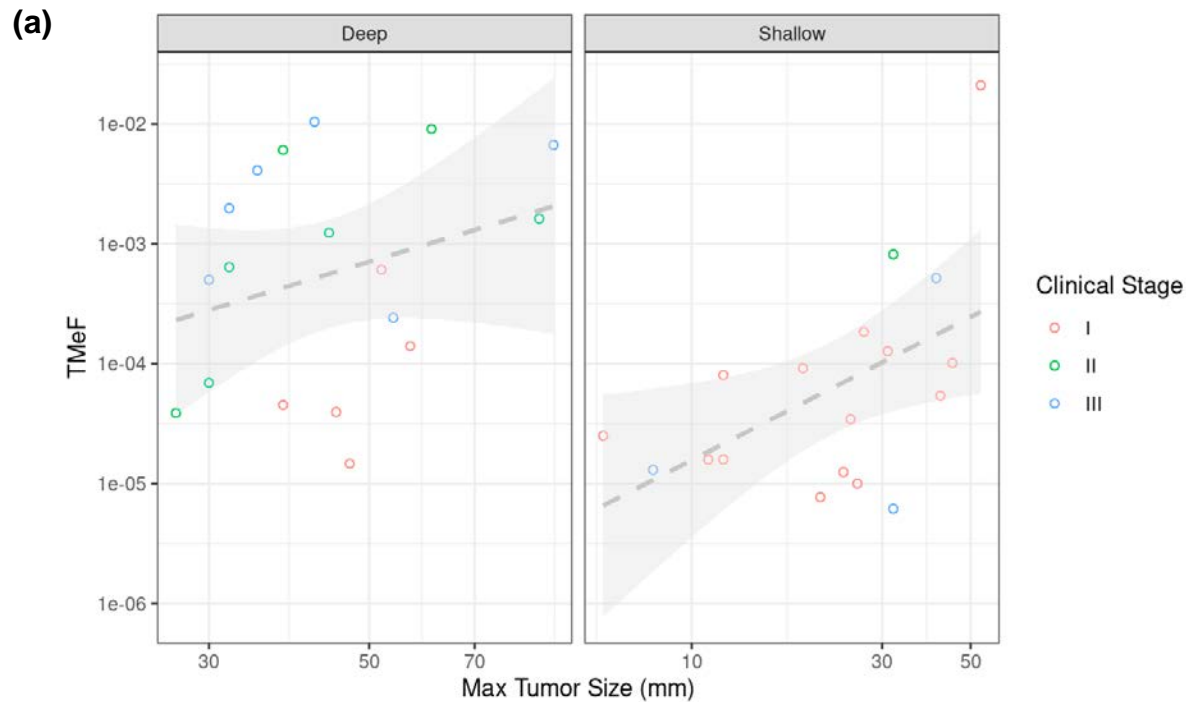 (a)
Deep Shallow
1e-02
1e-03
1e-04
1e-05
1e-06
TMeF
30 50 70 10 30 50
Max Tumor Size (mm)
Clinical Stage
I
II
III